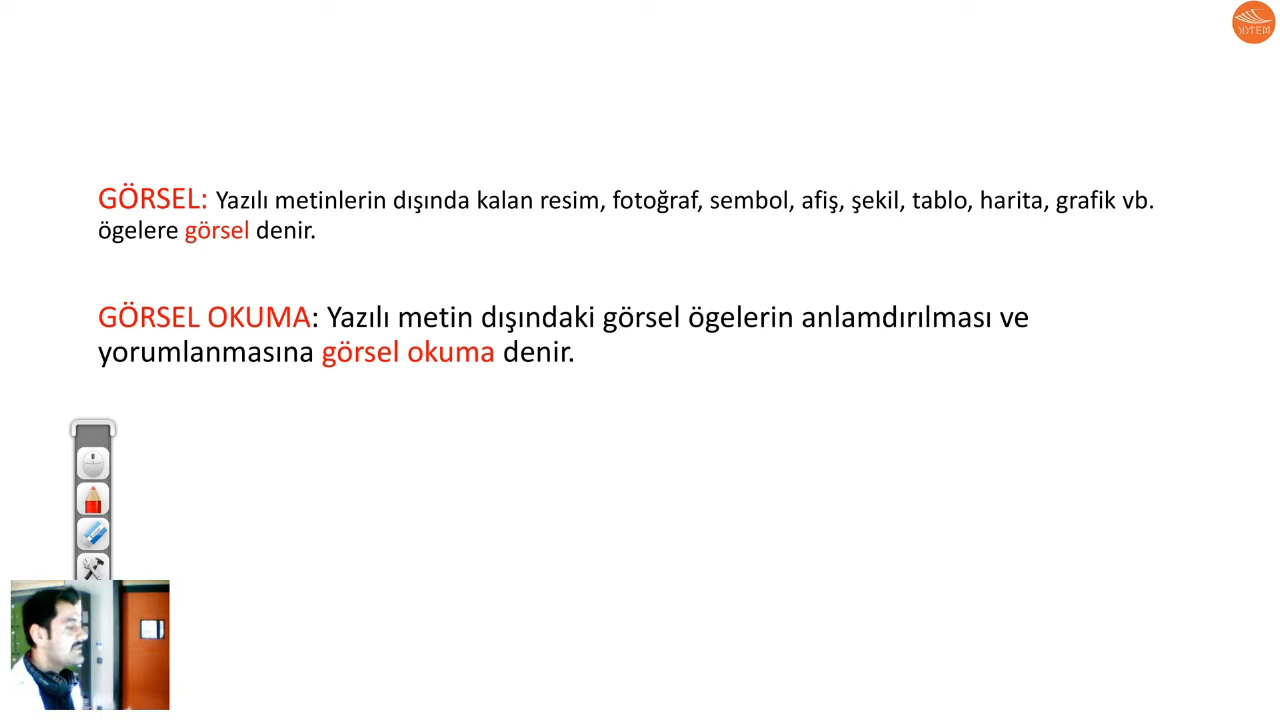 GÖRSEL: Yazılı metinlerin dışında kalan resim, fotoğraf, sembol, afiş, şekil, tablo, harita, grafik vb.
ögelere görsel denir.
GÖRSEL OKUMA: Yazılı metin dışındaki görsel ögelerin anlamdırılması ve
yorumlanmasına görsel okuma denir.